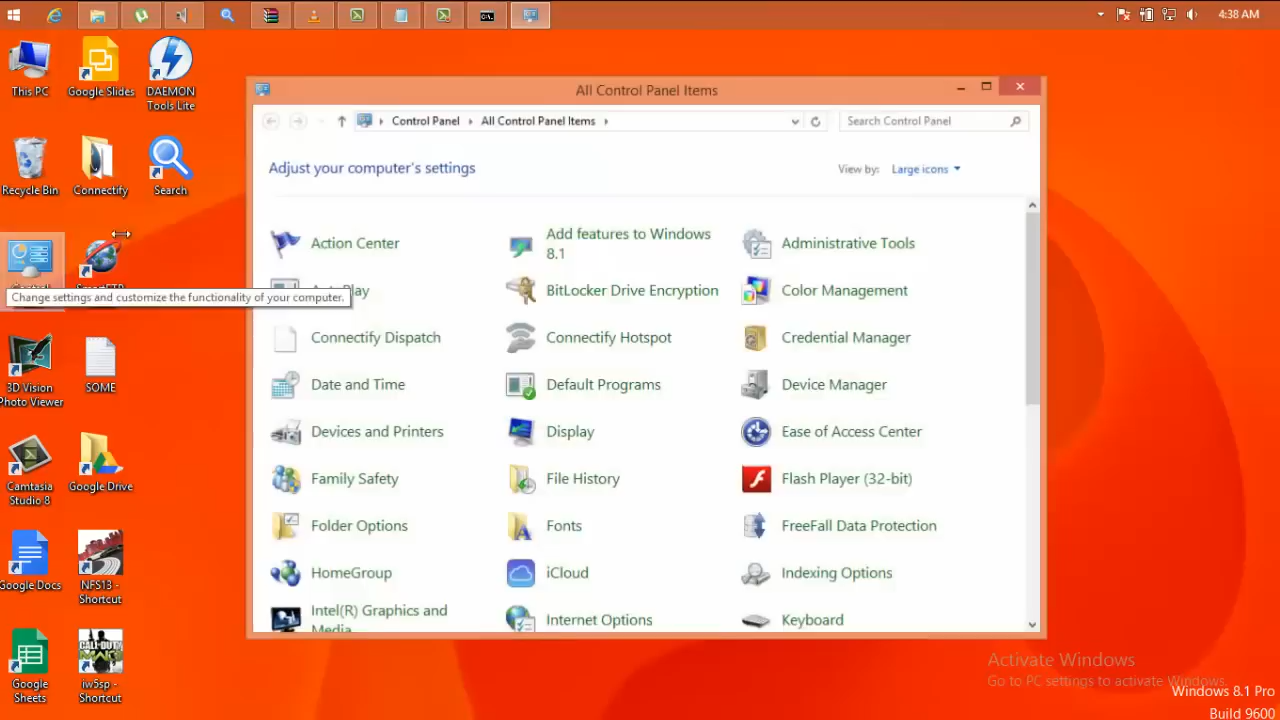 4:38 AM
This PC
Google Slides
DAEMON
Tools Lite
Recycle Bin
Connectify
Search
Change settings and customize the functionality of your computer.
3D Vision
Photo Viewer
SOME
Camtasia
Studio 8
Google Drive
Google Docs
NFS13 -
Shortcut
Google
Sheets
iw5sp -
Shortcut
All Control Panel Items
Control Panel
All Control Panel Items
Search Control Panel
Adjust your computer's settings
View by:
Large icons
Action Center
Add features to Windows
8.1
Administrative Tools
BitLocker Drive Encryption
Color Management
Connectify Dispatch
Connectify Hotspot
Credential Manager
Date and Time
Default Programs
Device Manager
Devices and Printers
Display
Ease of Access Center
Family Safety
File History
Flash Player (32-bit)
Folder Options
Fonts
FreeFall Data Protection
HomeGroup
iCloud
Indexing Options
Intel(R) Graphics and
Media
Internet Options
Keyboard
Activate Windows
Go to PC settings to activate Windows.
Windows 8.1 Pro
Build 9600